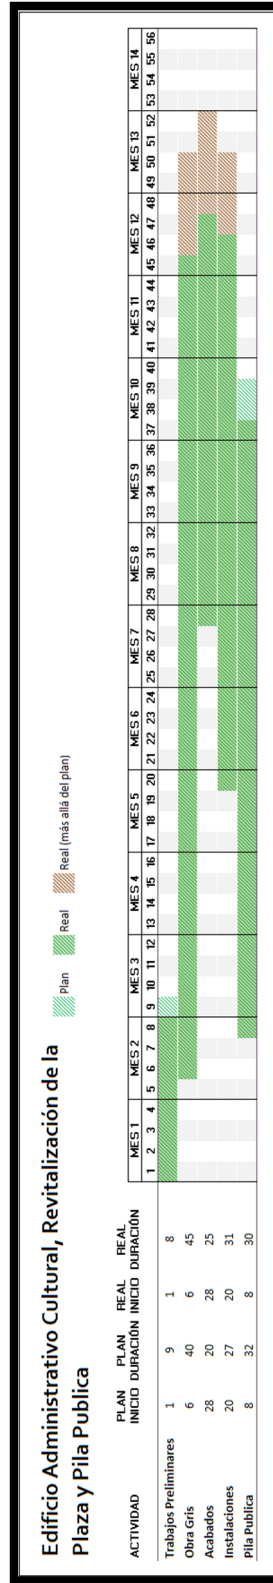 Edificio Administrativo Cultural, Revitalización de la
Plaza y Pila Publica
Plan
Real
Real (más allá del plan)
ACTIVIDAD PLAN INICIO PLAN DURACIÓN REAL INICIO REAL DURACIÓN MES 1 MES 2 MES 3 MES 4 MES 5 MES 6 MES 7 MES 8 MES 9 MES 10 MES 11 MES 12 MES 13 MES 14
1 2 3 4 5 6 7 8 9 10 11 12 13 14 15 16 17 18 19 20 21 22 23 24 25 26 27 28 29 30 31 32 33 34 35 36 37 38 39 40 41 42 43 44 45 46 47 48 49 50 51 52 53 54 55 56
Trabajos Preliminares 1 9 1 8
Obra Gris 6 40 6 45
Acabados 28 20 28 25
Instalaciones 20 27 20 31
Pila Publica 8 32 8 30